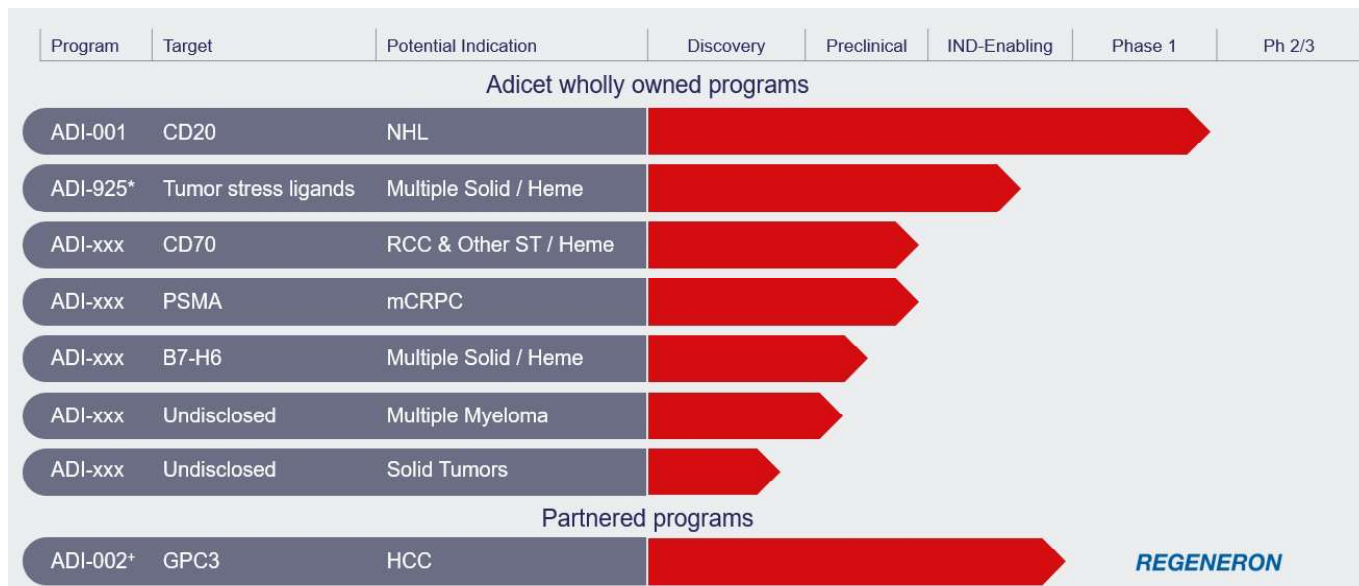 Program Target Potential Indication Discovery Preclinical IND-Enabling Phase 1 Ph 2/3
Adicet wholly owned programs
ADI-001 CD20 NHL
ADI-925* Tumor stress ligands Multiple Solid / Heme
ADI-xxx CD70 RCC & Other ST / Heme
ADI-xxx PSMA mCRPC
ADI-xxx B7-H6 Multiple Solid / Heme
ADI-xxx Undisclosed Multiple Myeloma
ADI-xxx Undisclosed Solid Tumors
Partnered programs
ADI-002⁺ GPC3 HCC REGENERON